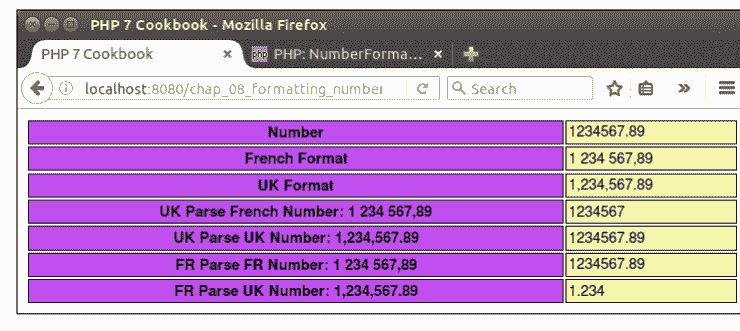 PHP 7 Cookbook - Mozilla Firefox
PHP 7 Cookbook × php PHP: NumberForma... ×
localhost:8080/chap_08_formatting_number Search
Number 1234567.89
French Format 1 234 567,89
UK Format 1,234,567.89
UK Parse French Number: 1 234 567,89 1234567
UK Parse UK Number: 1,234,567.89 1234567.89
FR Parse FR Number: 1 234 567,89 1234567.89
FR Parse UK Number: 1,234,567.89 1.234